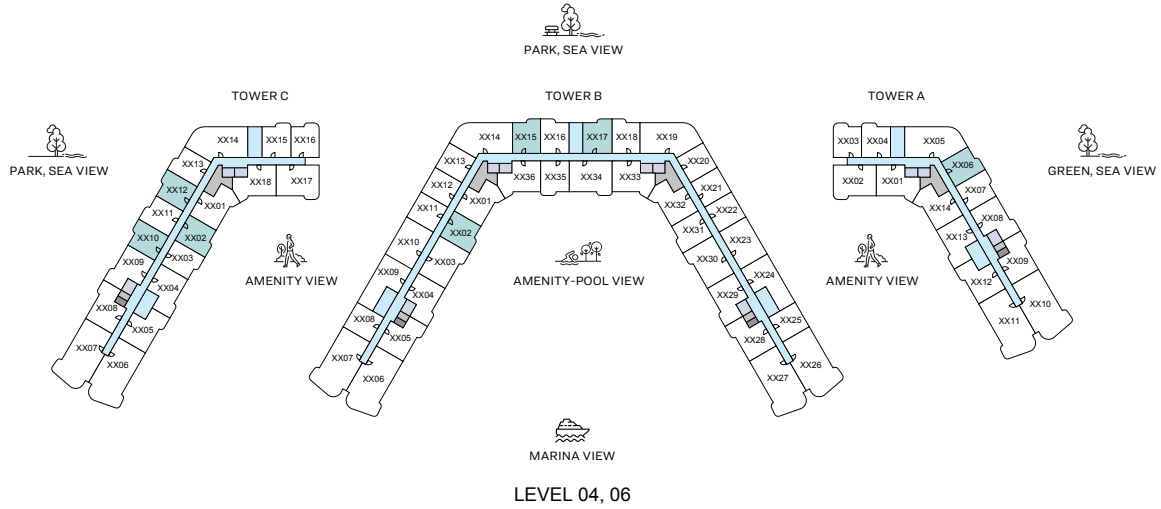 PARK, SEA VIEW
TOWER C
TOWER B
TOWER A
PARK, SEA VIEW
GREEN, SEA VIEW
XX14
XX15
XX16
XX13
XX18
XX17
XX12
XX01
XX11
XX10
XX02
XX09
XX03
XX04
XX08
XX05
XX07
XX06
AMENITY VIEW
XX14
XX15
XX16
XX17
XX18
XX19
XX13
XX36
XX35
XX34
XX33
XX20
XX12
XX01
XX32
XX21
XX11
XX02
XX31
XX22
XX10
XX03
XX30
XX23
XX09
XX04
XX29
XX24
XX08
XX05
XX28
XX25
XX07
XX06
XX27
XX26
AMENITY-POOL VIEW
AMENITY VIEW
XX03
XX04
XX05
XX02
XX01
XX06
XX14
XX07
XX13
XX08
XX12
XX09
XX11
XX10
MARINA VIEW
LEVEL 04, 06